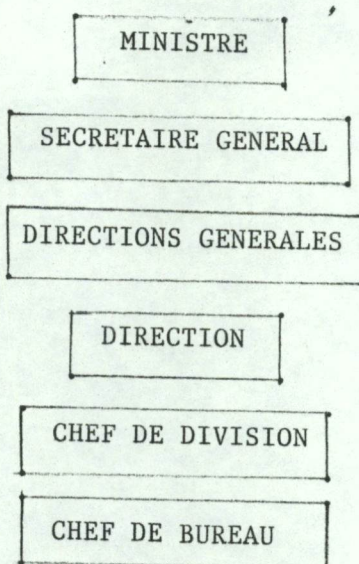 MINISTRE
SECRETAIRE GENERAL
DIRECTIONS GENERALES
DIRECTION
CHEF DE DIVISION
CHEF DE BUREAU